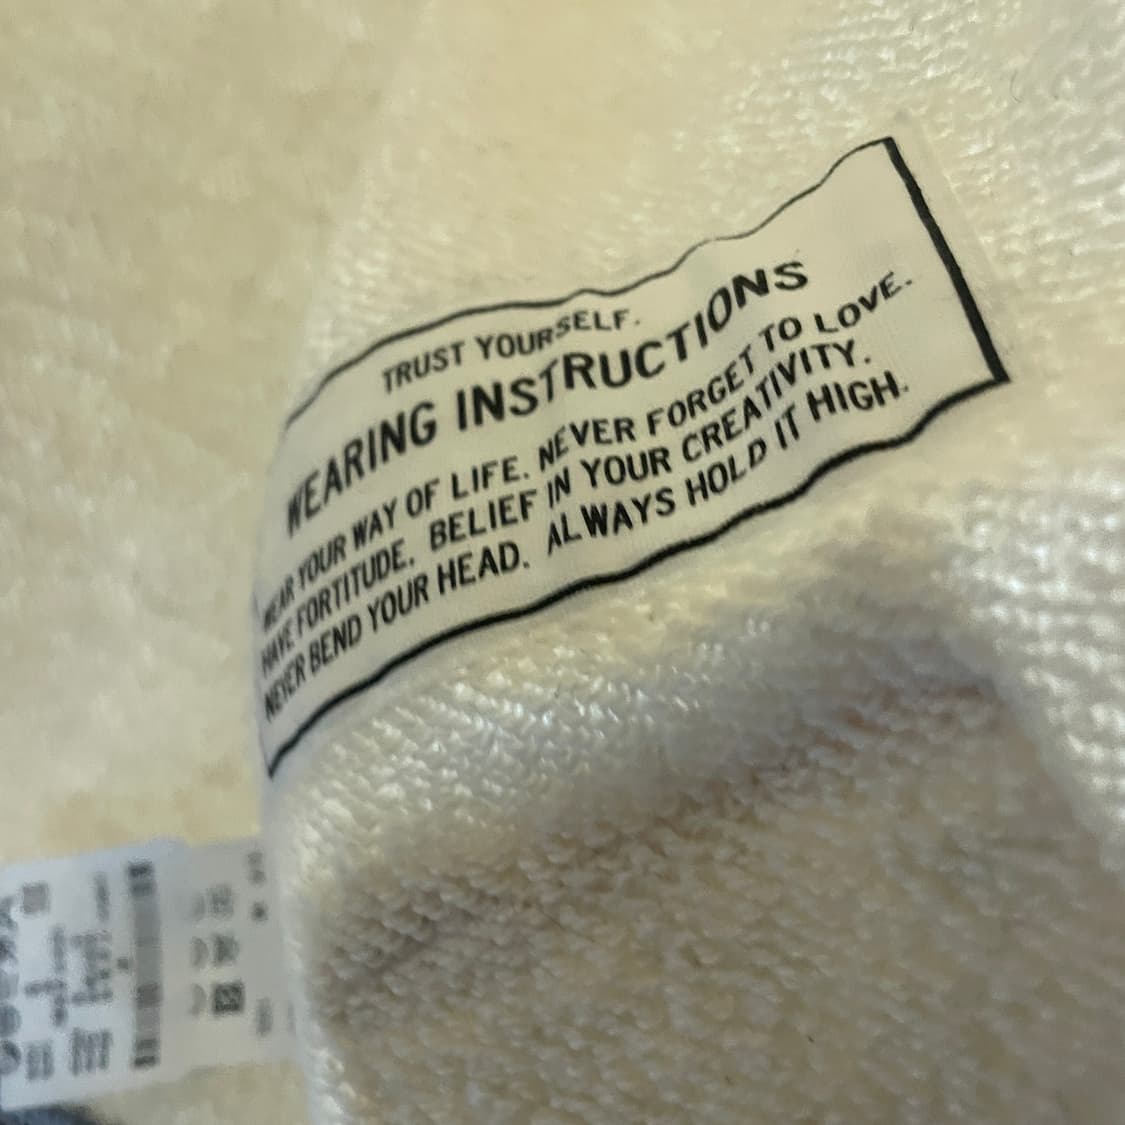 TRUST YOURSELF.
WEARING INSTRUCTIONS
WEAR YOUR WAY OF LIFE. NEVER FORGET TO LOVE.
HAVE FORTITUDE. BELIEF IN YOUR CREATIVITY.
NEVER BEND YOUR HEAD. ALWAYS HOLD IT HIGH.